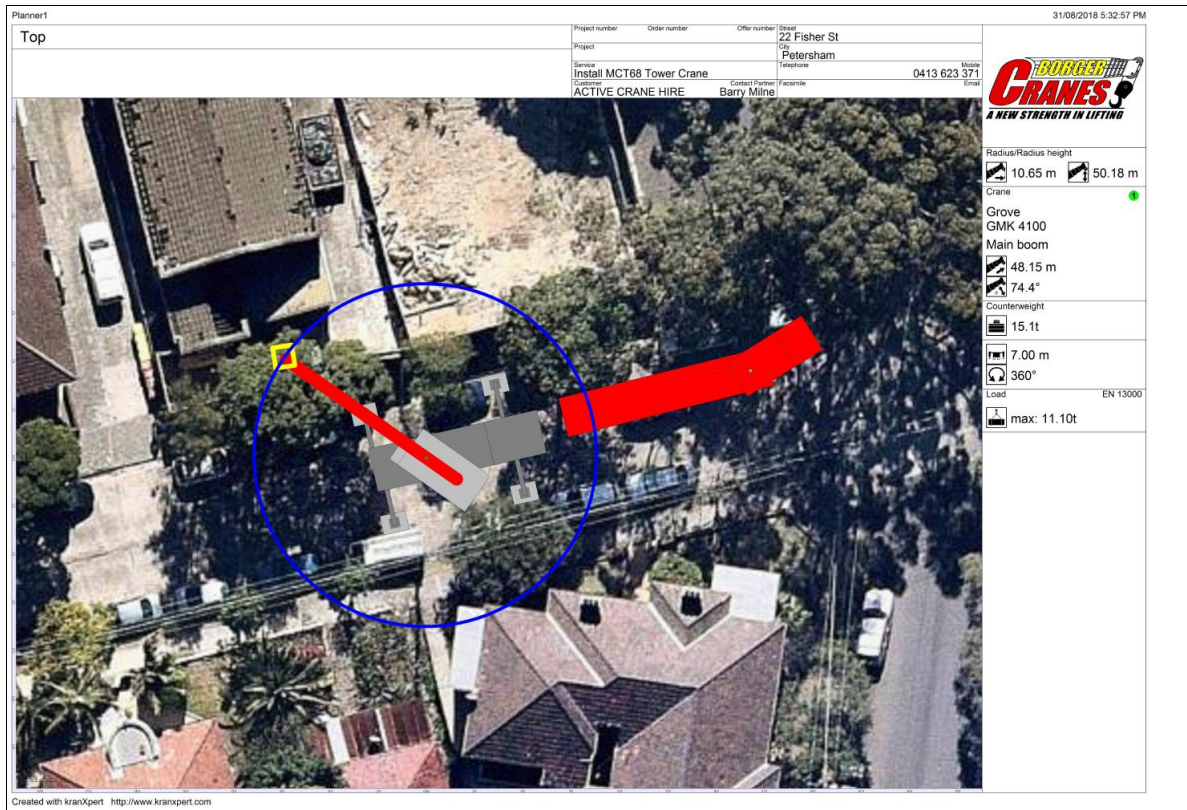 Planner1
31/08/2018 5:32:57 PM
Top
Project number Order number Offer number
Street
22 Fisher St
Project
City
Petersham
Service
Install MCT68 Tower Crane
Telephone Mobile
0413 623 371
Customer
ACTIVE CRANE HIRE
Contact Partner
Barry Milne
Facsimile Email
BORGER
CRANES
A NEW STRENGTH IN LIFTING
Radius/Radius height
10.65 m 50.18 m
Crane
1
Grove
GMK 4100
Main boom
48.15 m
74.4°
Counterweight
15.1t
7.00 m
360°
Load EN 13000
max: 11.10t
Created with kranXpert http://www.kranxpert.com